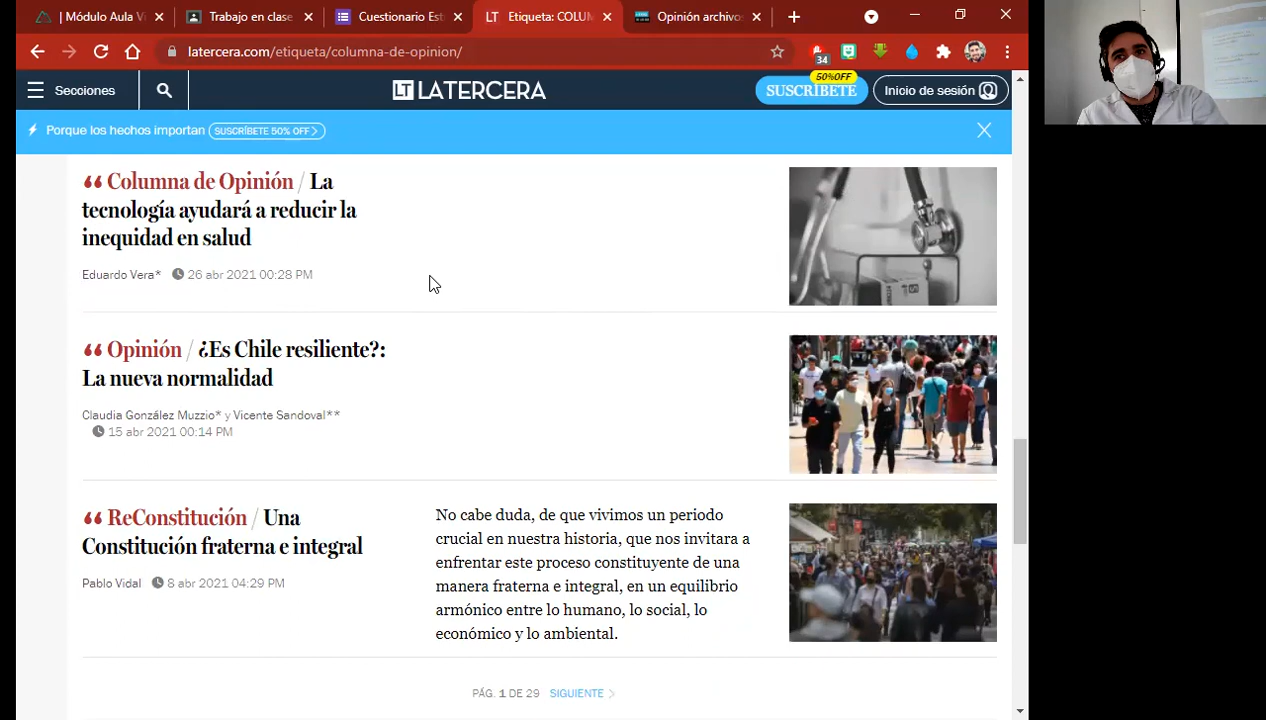 | Módulo Aula Vi
Trabajo en clase
Cuestionario Est
LT Etiqueta: COLUM
Opinión archivos
latercera.com/etiqueta/columna-de-opinion/
34
Secciones
LT LATERCERA
50%OFF
SUSCRÍBETE
Inicio de sesión
Porque los hechos importan SUSCRÍBETE 50% OFF >
Columna de Opinión / La
tecnología ayudará a reducir la
inequidad en salud
Eduardo Vera* 26 abr 2021 00:28 PM
Opinión / ¿Es Chile resiliente?:
La nueva normalidad
Claudia González Muzzio* y Vicente Sandoval**
15 abr 2021 00:14 PM
ReConstitución / Una
Constitución fraterna e integral
Pablo Vidal 8 abr 2021 04:29 PM
No cabe duda, de que vivimos un periodo
crucial en nuestra historia, que nos invitara a
enfrentar este proceso constituyente de una
manera fraterna e integral, en un equilibrio
armónico entre lo humano, lo social, lo
económico y lo ambiental.
PÁG. 1 DE 29 SIGUIENTE >